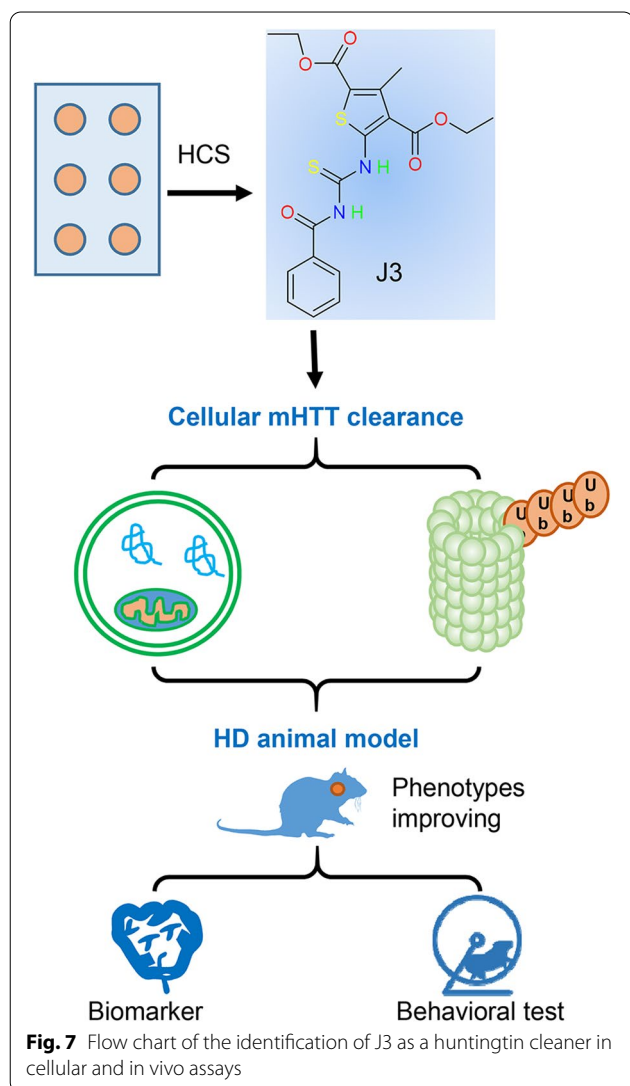 O
O
S
O
HCS
O
S
N H
O
N H
J3
Cellular mHTT clearance
U
U
b
U
b
U
b
HD animal model
Phenotypes
improving
Biomarker
Behavioral test
Fig. 7 Flow chart of the identification of J3 as a huntingtin cleaner in
cellular and in vivo assays